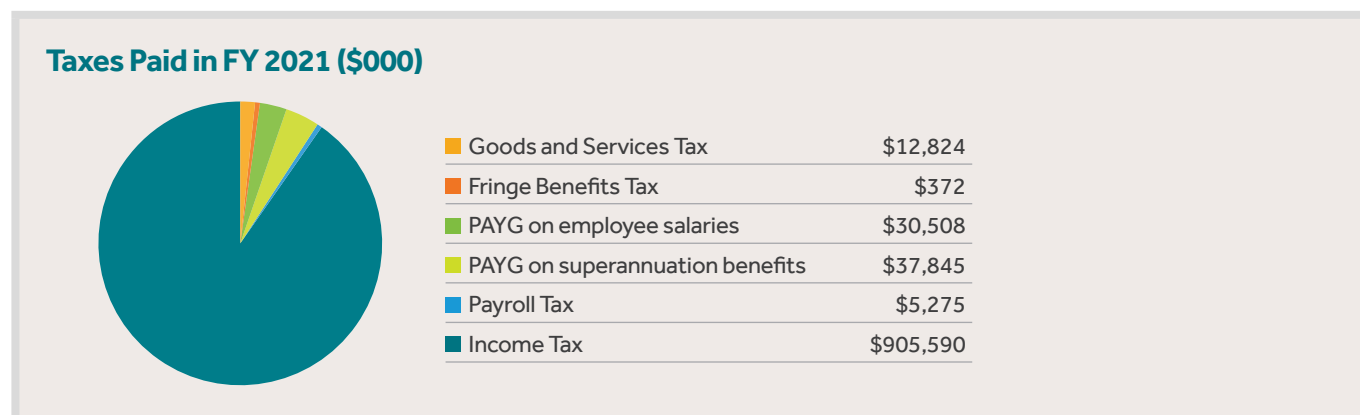 Taxes Paid in FY 2021 ($000)
Goods and Services Tax $12,824
Fringe Benefits Tax $372
PAYG on employee salaries $30,508
PAYG on superannuation benefits $37,845
Payroll Tax $5,275
Income Tax $905,590